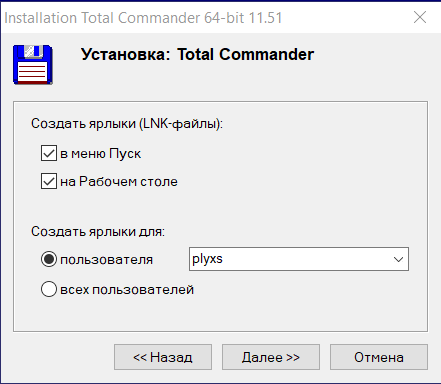 Installation Total Commander 64-bit 11.51
Установка: Total Commander
Создать ярлыки (LNK-файлы):
в меню Пуск
на Рабочем столе
Создать ярлыки для:
пользователя plyxs
всех пользователей
<< Назад Далее >> Отмена